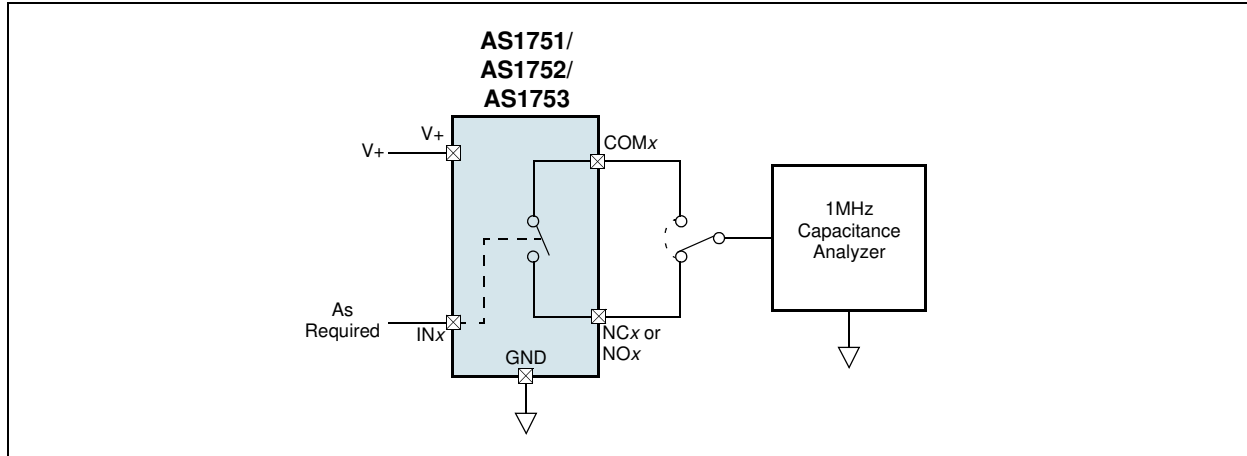 AS1751/
AS1752/
AS1753
V+
V+
COMx
1MHz
Capacitance
Analyzer
As
Required
INx
NCx or
NOx
GND